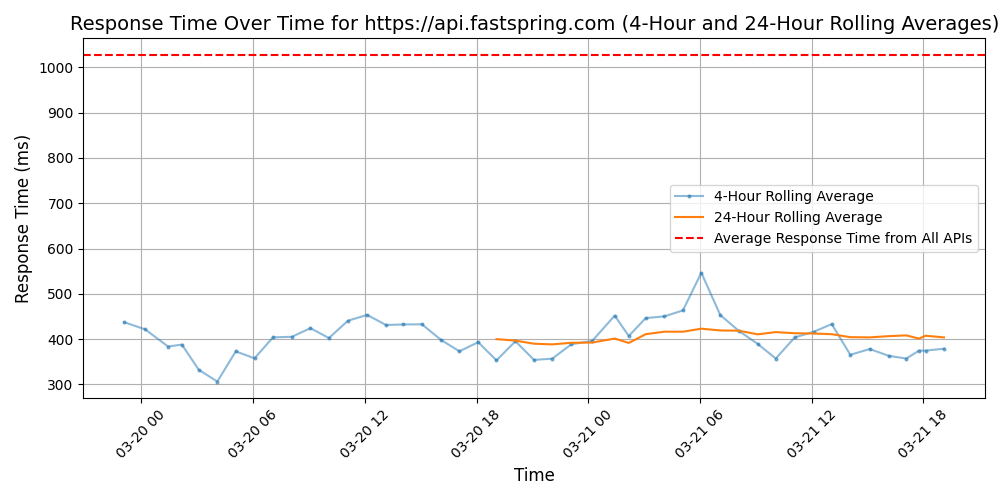 Response Time Over Time for https://api.fastspring.com (4-Hour and 24-Hour Rolling Averages)
Response Time (ms)
1000
900
800
700
600
500
400
300
4-Hour Rolling Average
24-Hour Rolling Average
Average Response Time from All APIs
03-20 00
03-20 06
03-20 12
03-20 18
03-21 00
03-21 06
03-21 12
03-21 18
Time